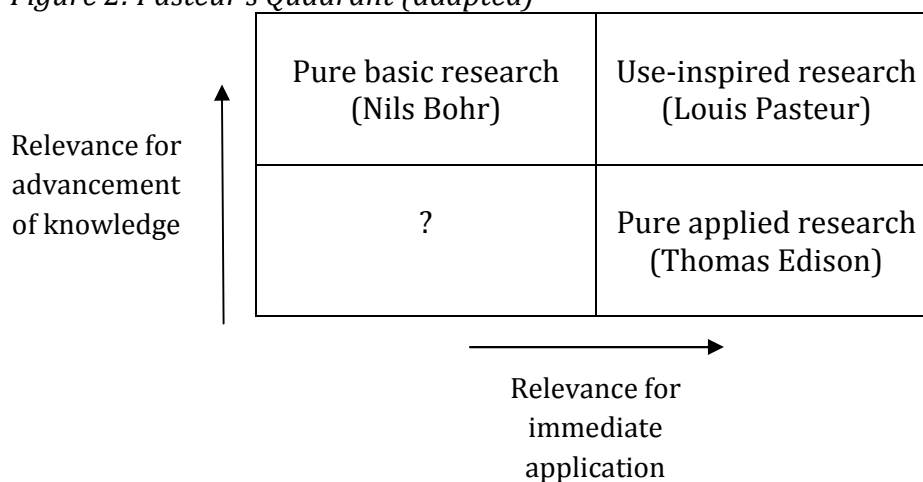 Figure 2: Pasteur's Quadrant (adapted)
Pure basic research
(Nils Bohr)
Use-inspired research
(Louis Pasteur)
Relevance for
advancement
of knowledge
?
Pure applied research
(Thomas Edison)
Relevance for
immediate
application